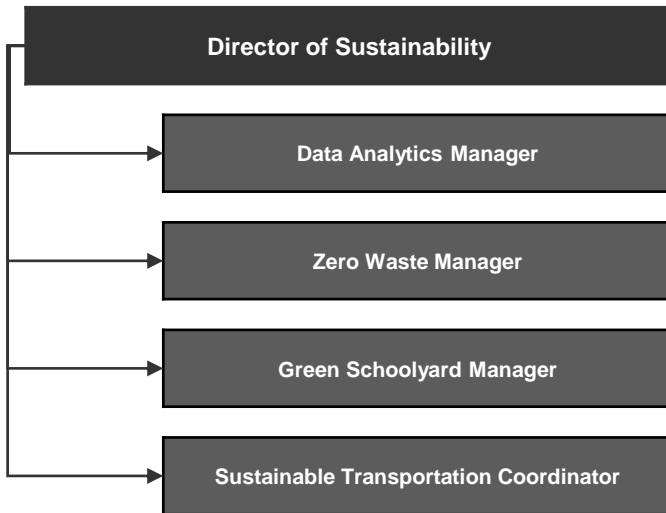 Director of Sustainability
Data Analytics Manager
Zero Waste Manager
Green Schoolyard Manager
Sustainable Transportation Coordinator